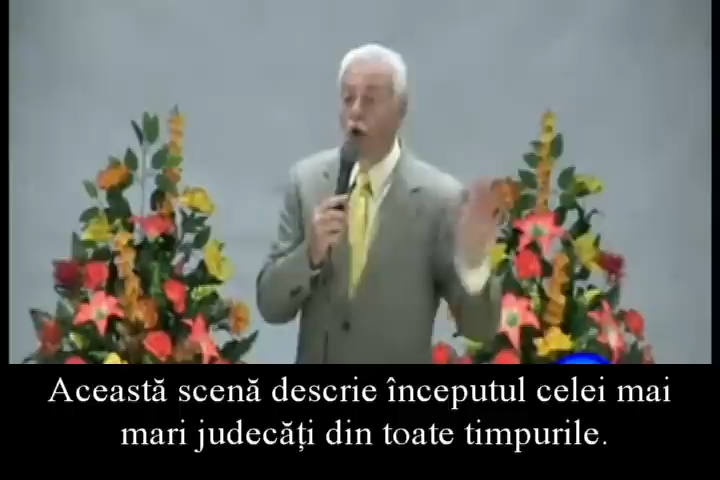 Această scenă descrie începutul celei mai
mari judecăți din toate timpurile.